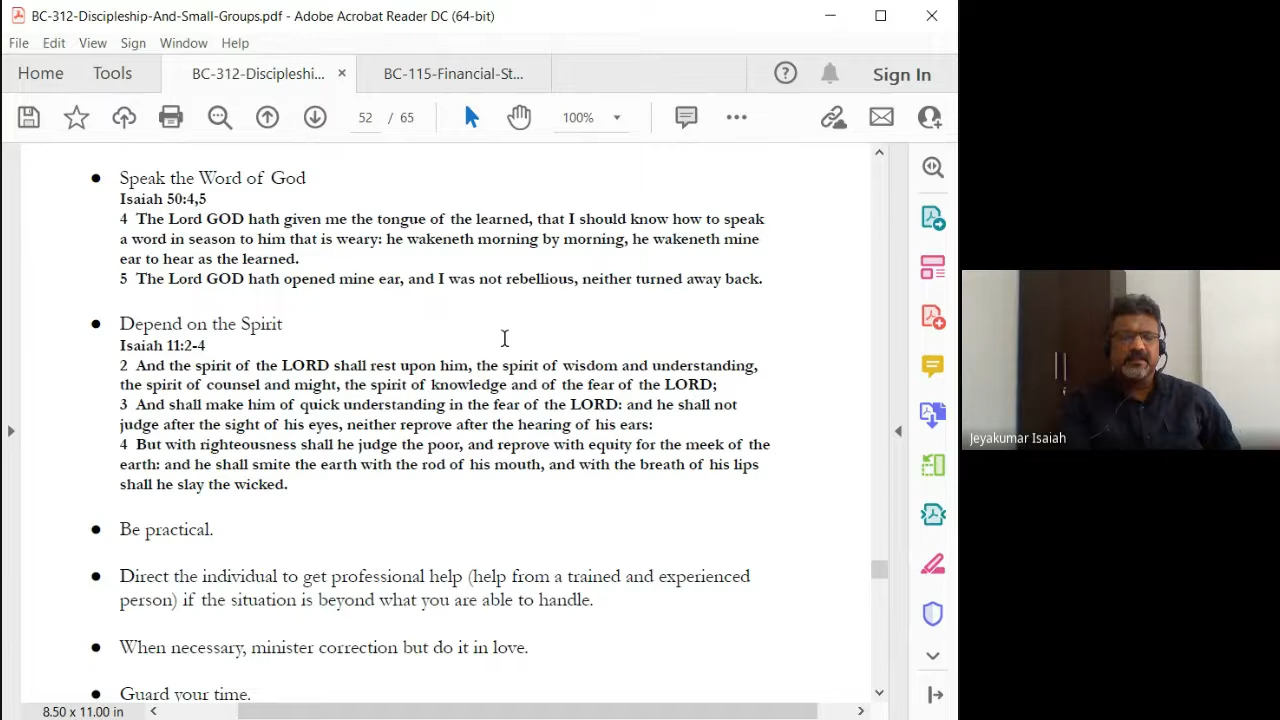 BC-312-Discipleship-And-Small-Groups.pdf - Adobe Acrobat Reader DC (64-bit)
File Edit View Sign Window Help
Home Tools BC-312-Discipleshi... BC-115-Financial-St... Sign In
52 / 65 100%
● Speak the Word of God
Isaiah 50:4,5
4 The Lord GOD hath given me the tongue of the learned, that I should know how to speak
a word in season to him that is weary: he wakeneth morning by morning, he wakeneth mine
ear to hear as the learned.
5 The Lord GOD hath opened mine ear, and I was not rebellious, neither turned away back.
● Depend on the Spirit
Isaiah 11:2-4
2 And the spirit of the LORD shall rest upon him, the spirit of wisdom and understanding,
the spirit of counsel and might, the spirit of knowledge and of the fear of the LORD;
3 And shall make him of quick understanding in the fear of the LORD: and he shall not
judge after the sight of his eyes, neither reprove after the hearing of his ears:
4 But with righteousness shall he judge the poor, and reprove with equity for the meek of the
earth: and he shall smite the earth with the rod of his mouth, and with the breath of his lips
shall he slay the wicked.
● Be practical.
● Direct the individual to get professional help (help from a trained and experienced
person) if the situation is beyond what you are able to handle.
● When necessary, minister correction but do it in love.
● Guard your time.
8.50 x 11.00 in
Jeyakumar Isaiah